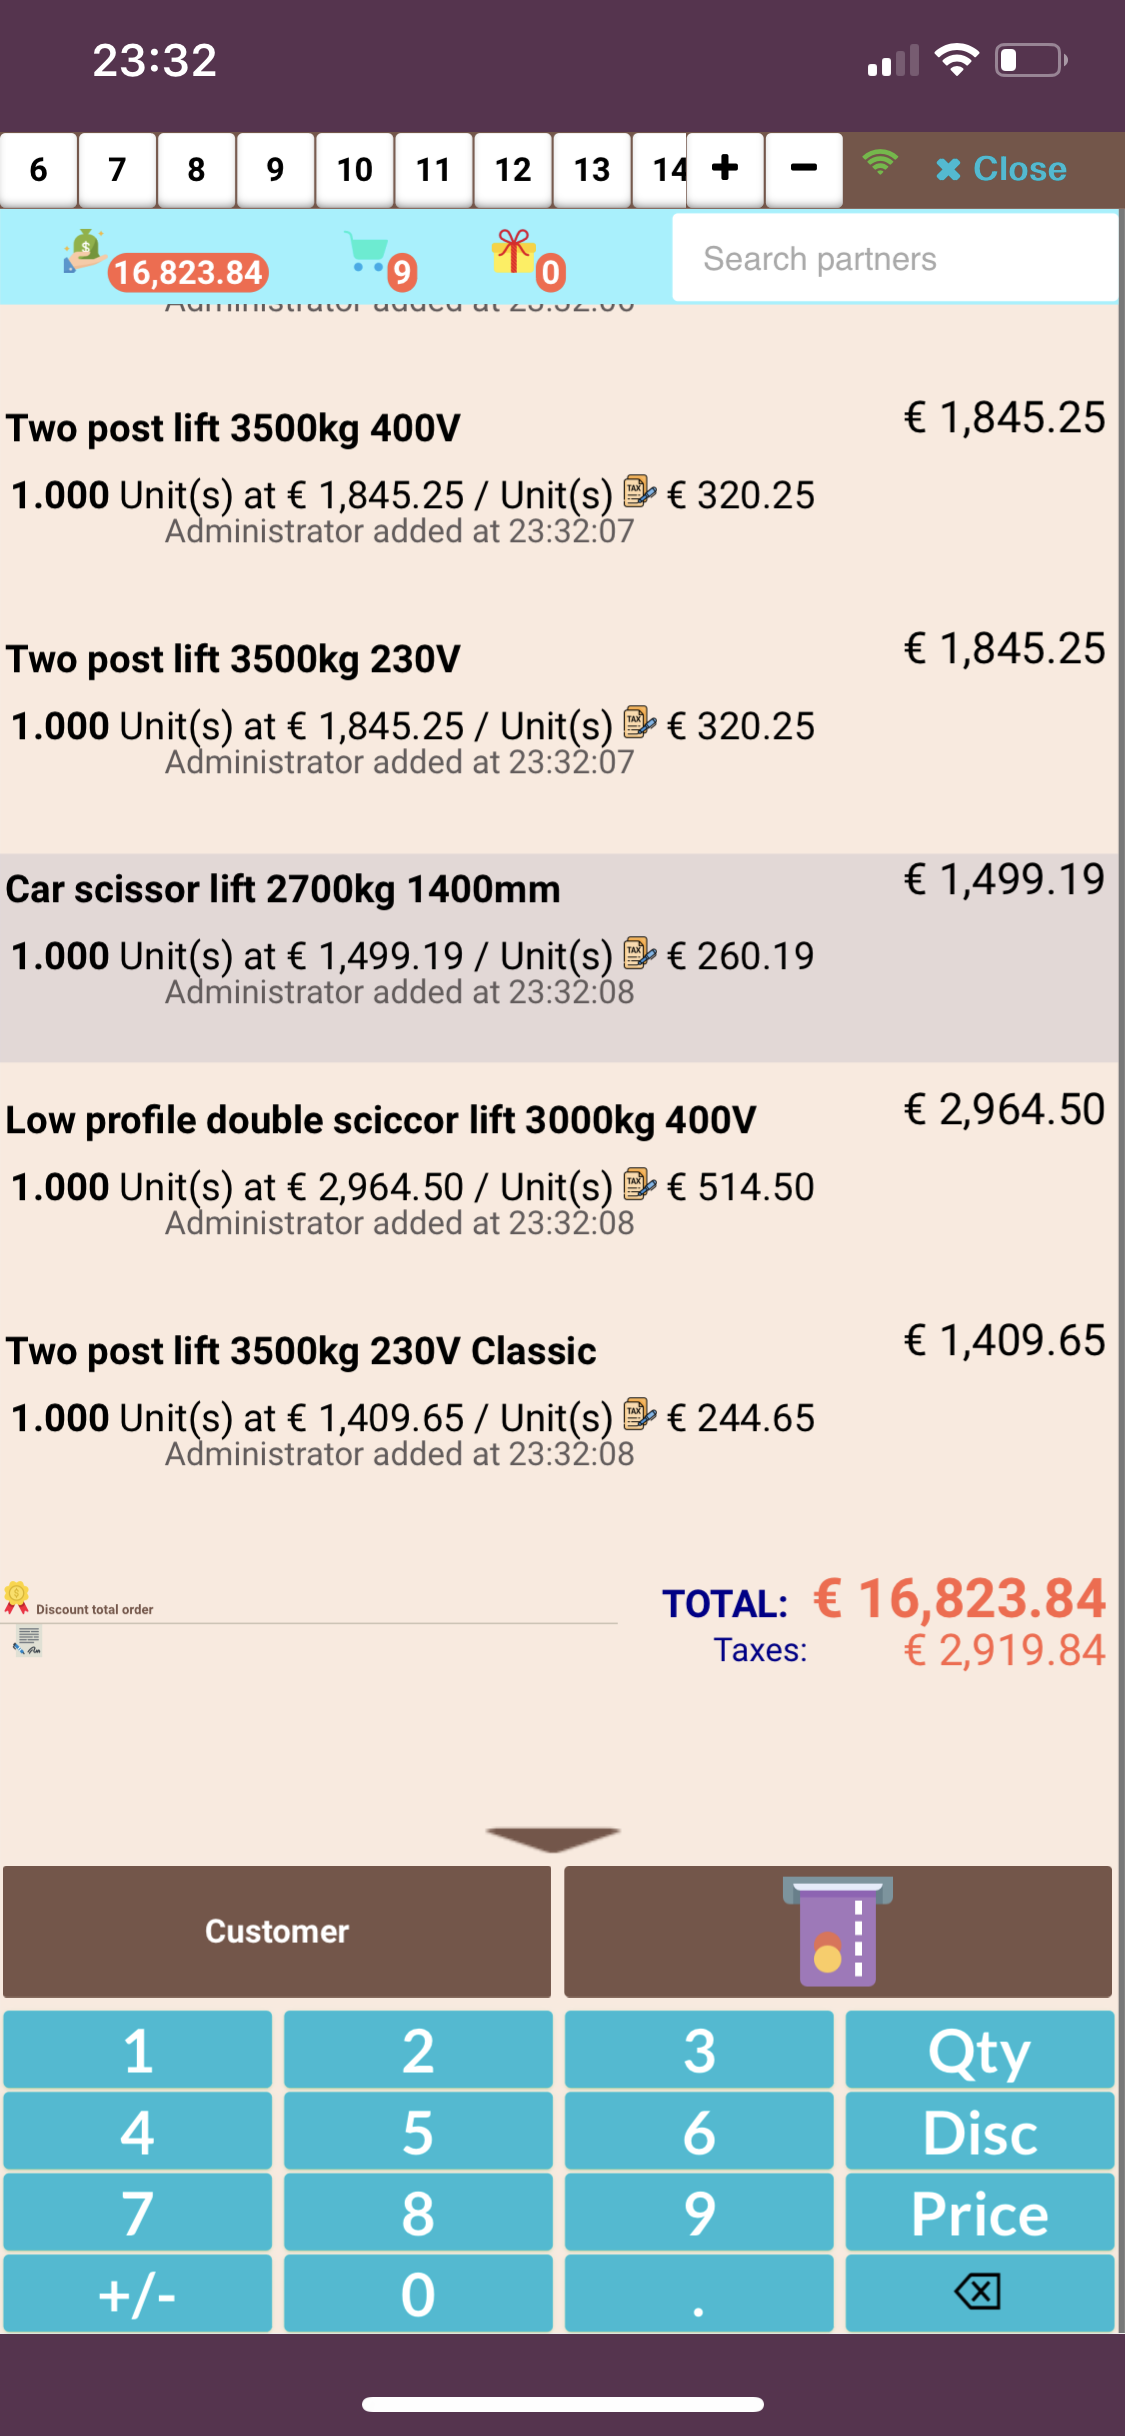 23:32
6 7 8 9 10 11 12 13 14 + − Close
16,823.84 9 0 Search partners
Administrator added at
Two post lift 3500kg 400V € 1,845.25
1.000 Unit(s) at € 1,845.25 / Unit(s) TAX € 320.25
Administrator added at 23:32:07
Two post lift 3500kg 230V € 1,845.25
1.000 Unit(s) at € 1,845.25 / Unit(s) TAX € 320.25
Administrator added at 23:32:07
Car scissor lift 2700kg 1400mm € 1,499.19
1.000 Unit(s) at € 1,499.19 / Unit(s) TAX € 260.19
Administrator added at 23:32:08
Low profile double sciccor lift 3000kg 400V € 2,964.50
1.000 Unit(s) at € 2,964.50 / Unit(s) TAX € 514.50
Administrator added at 23:32:08
Two post lift 3500kg 230V Classic € 1,409.65
1.000 Unit(s) at € 1,409.65 / Unit(s) TAX € 244.65
Administrator added at 23:32:08
Discount total order
TOTAL: € 16,823.84
Taxes: € 2,919.84
Customer
1 2 3 Qty
4 5 6 Disc
7 8 9 Price
+/- 0 .